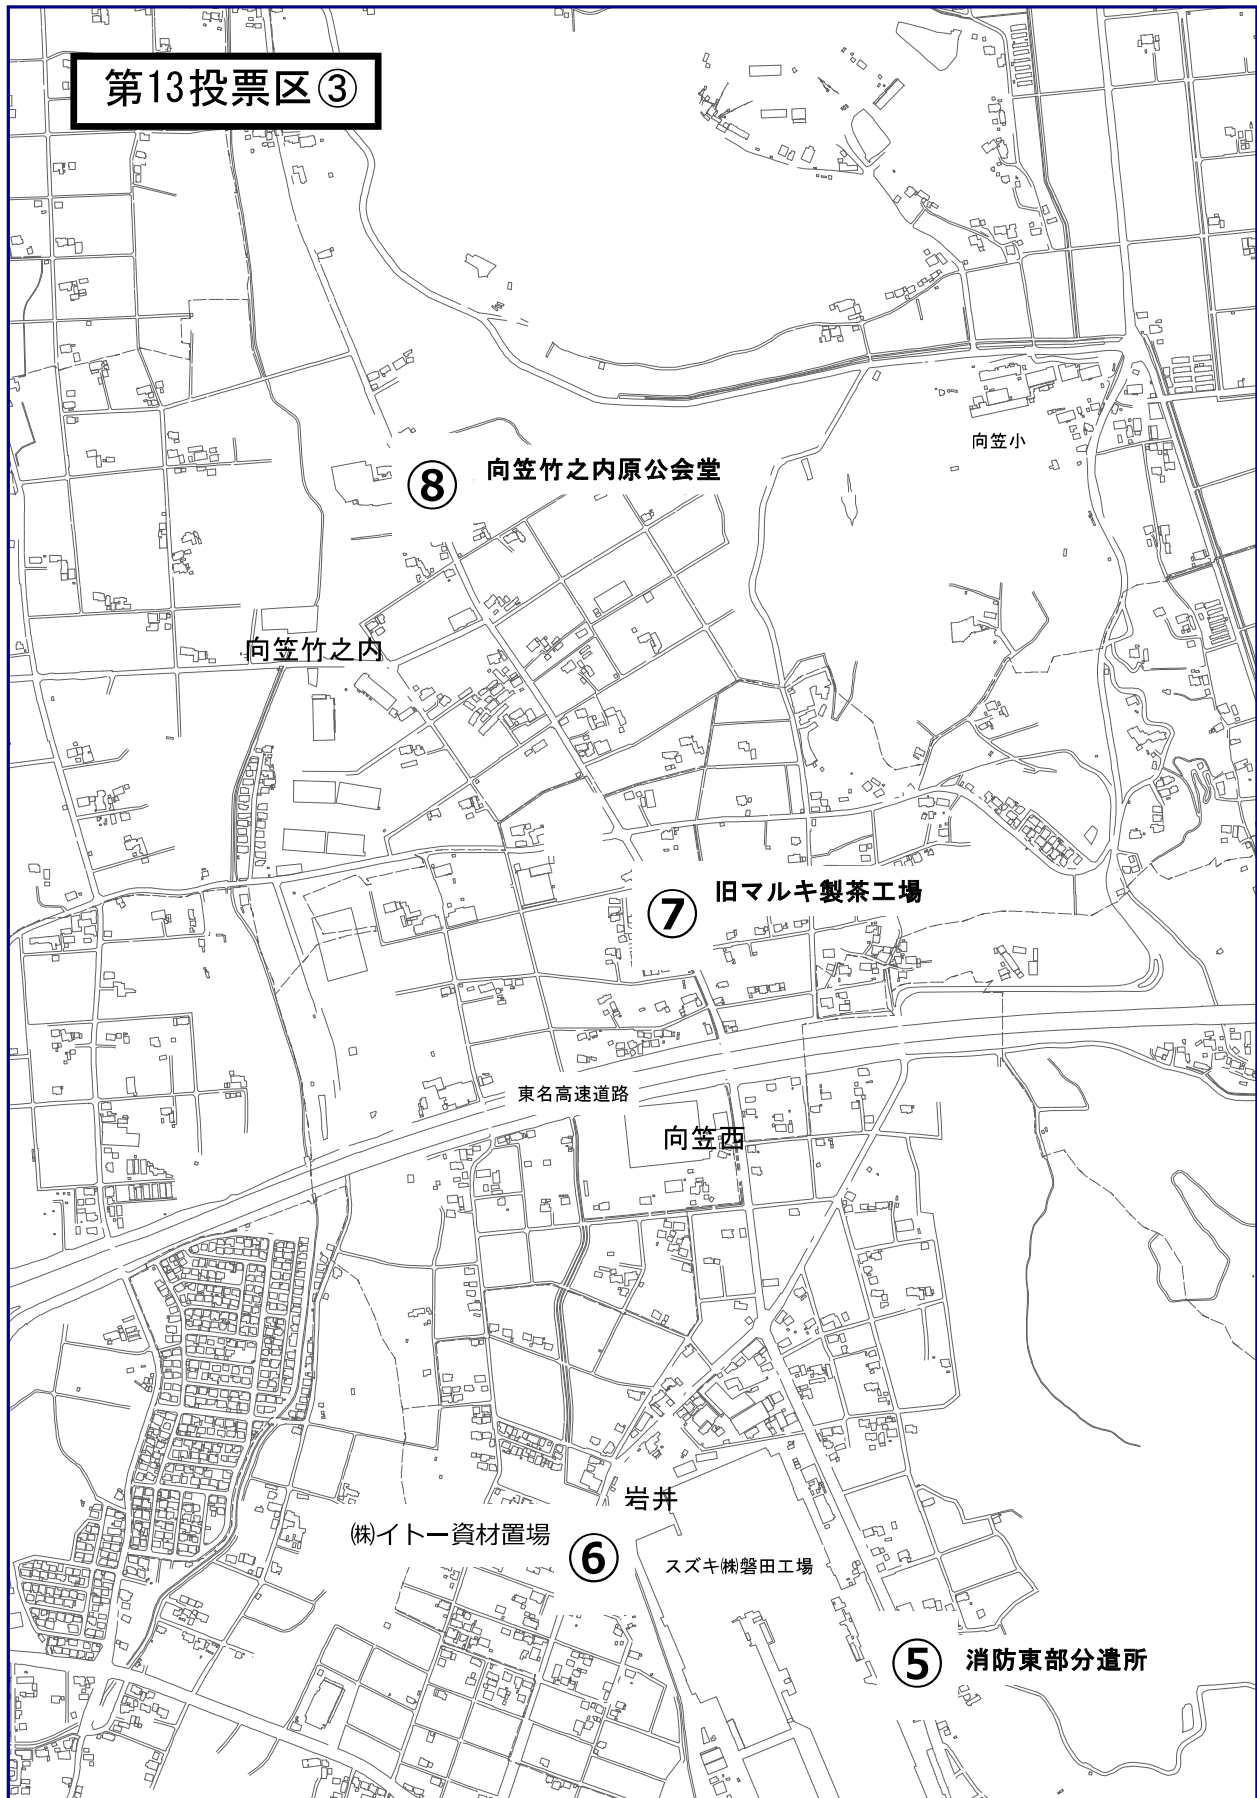 第13投票区③
向笠小
⑧ 向笠竹之内原公会堂
向笠竹之内
⑦ 旧マルキ製茶工場
東名高速道路
向笠西
岩井
㈱イトー資材置場 ⑥
スズキ㈱磐田工場
⑤ 消防東部分遣所